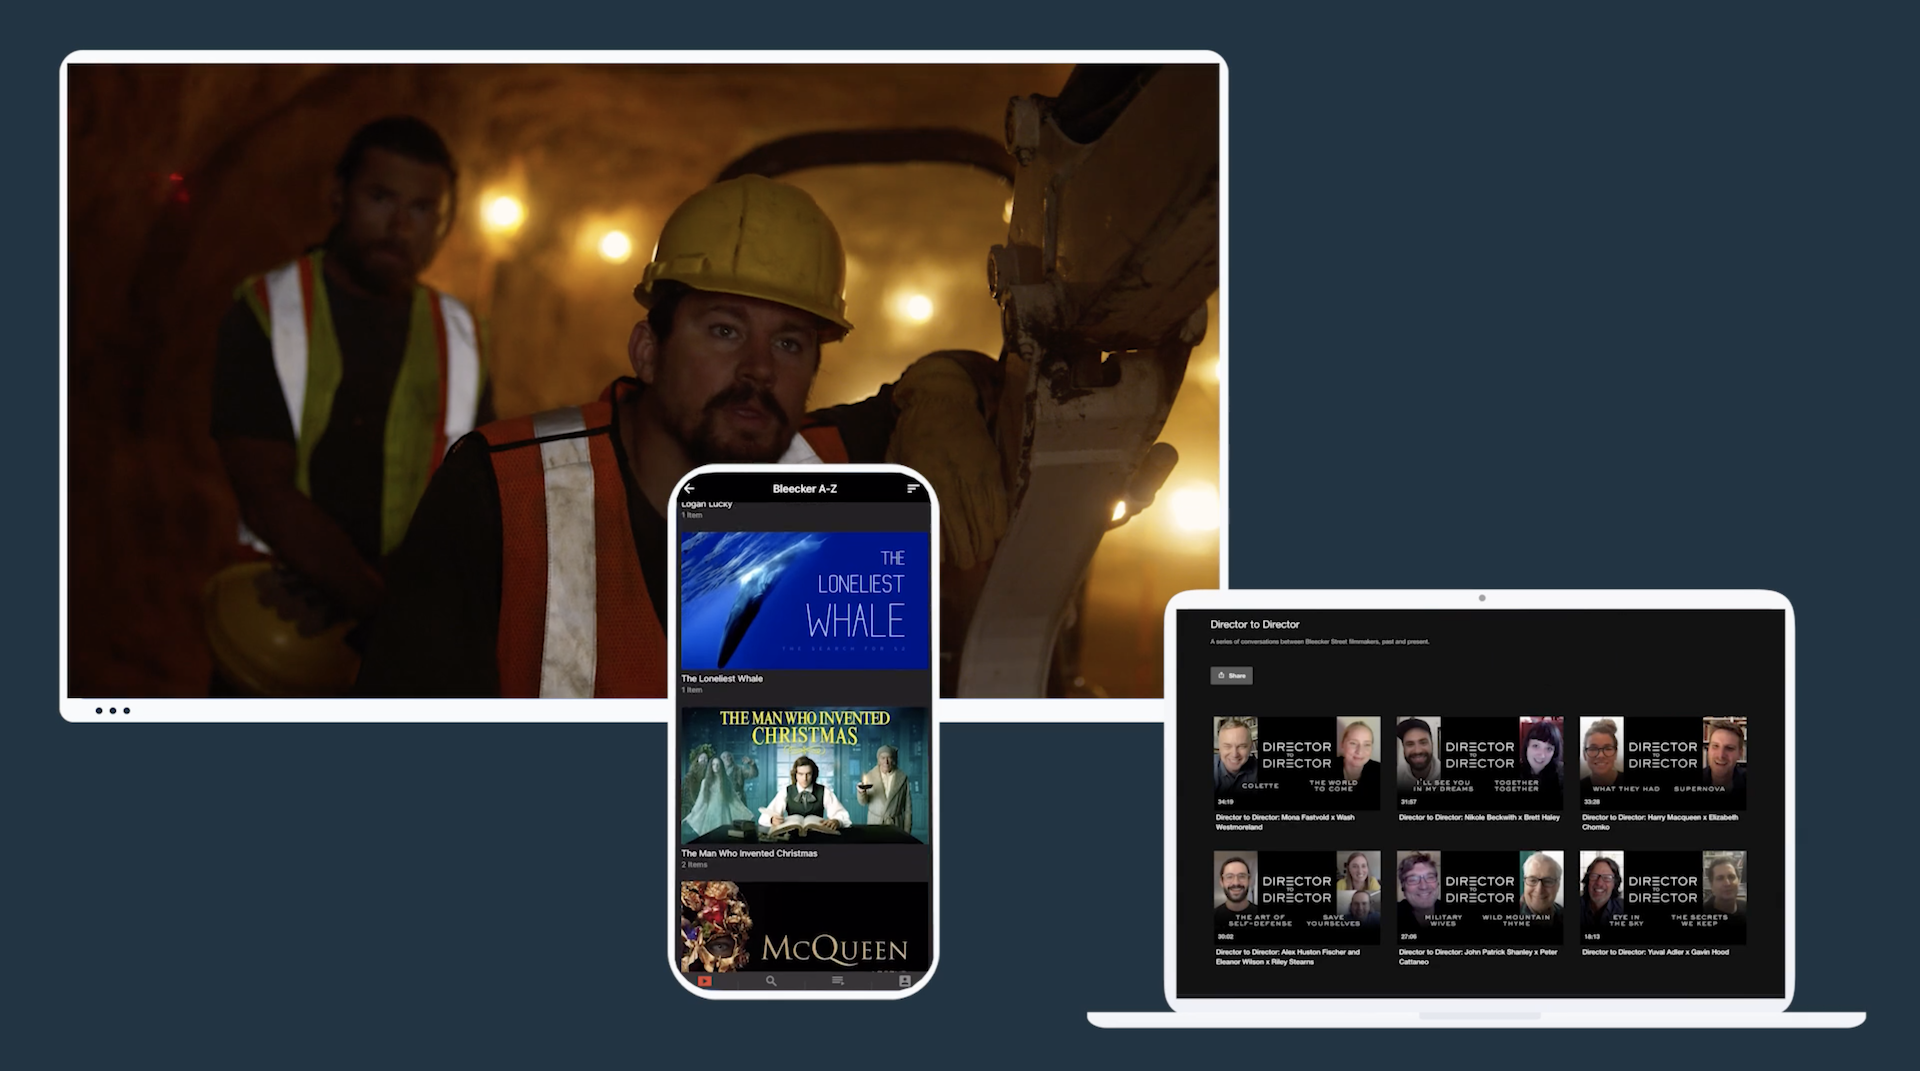 Bleecker A-Z
Logan Lucky
1 Item
THE
LONELIEST
WHALE
THE SEARCH FOR 52
The Loneliest Whale
1 Item
THE MAN WHO INVENTED
CHRISTMAS
The Man Who Invented Christmas
2 Items
MCQUEEN
Director to Director
A series of conversations between Bleecker Street filmmakers, past and present.
Share
DIRECTOR
TO
DIRECTOR
COLETTE
THE WORLD
TO COME
34:19
Director to Director: Mona Fastvold x Wash
Westmoreland
DIRECTOR
TO
DIRECTOR
I'LL SEE YOU
IN MY DREAMS
TOGETHER
TOGETHER
31:57
Director to Director: Nikole Beckwith x Brett Haley
DIRECTOR
TO
DIRECTOR
WHAT THEY HAD
SUPERNOVA
33:28
Director to Director: Harry Macqueen x Elizabeth
Chomko
DIRECTOR
TO
DIRECTOR
THE ART OF
SELF-DEFENSE
SAVE
YOURSELVES
30:02
Director to Director: Alex Huston Fischer and
Eleanor Wilson x Riley Stearns
DIRECTOR
TO
DIRECTOR
MILITARY
WIVES
WILD MOUNTAIN
THYME
27:06
Director to Director: John Patrick Shanley x Peter
Cattaneo
DIRECTOR
TO
DIRECTOR
EYE IN
THE SKY
THE SECRETS
WE KEEP
18:13
Director to Director: Yuval Adler x Gavin Hood